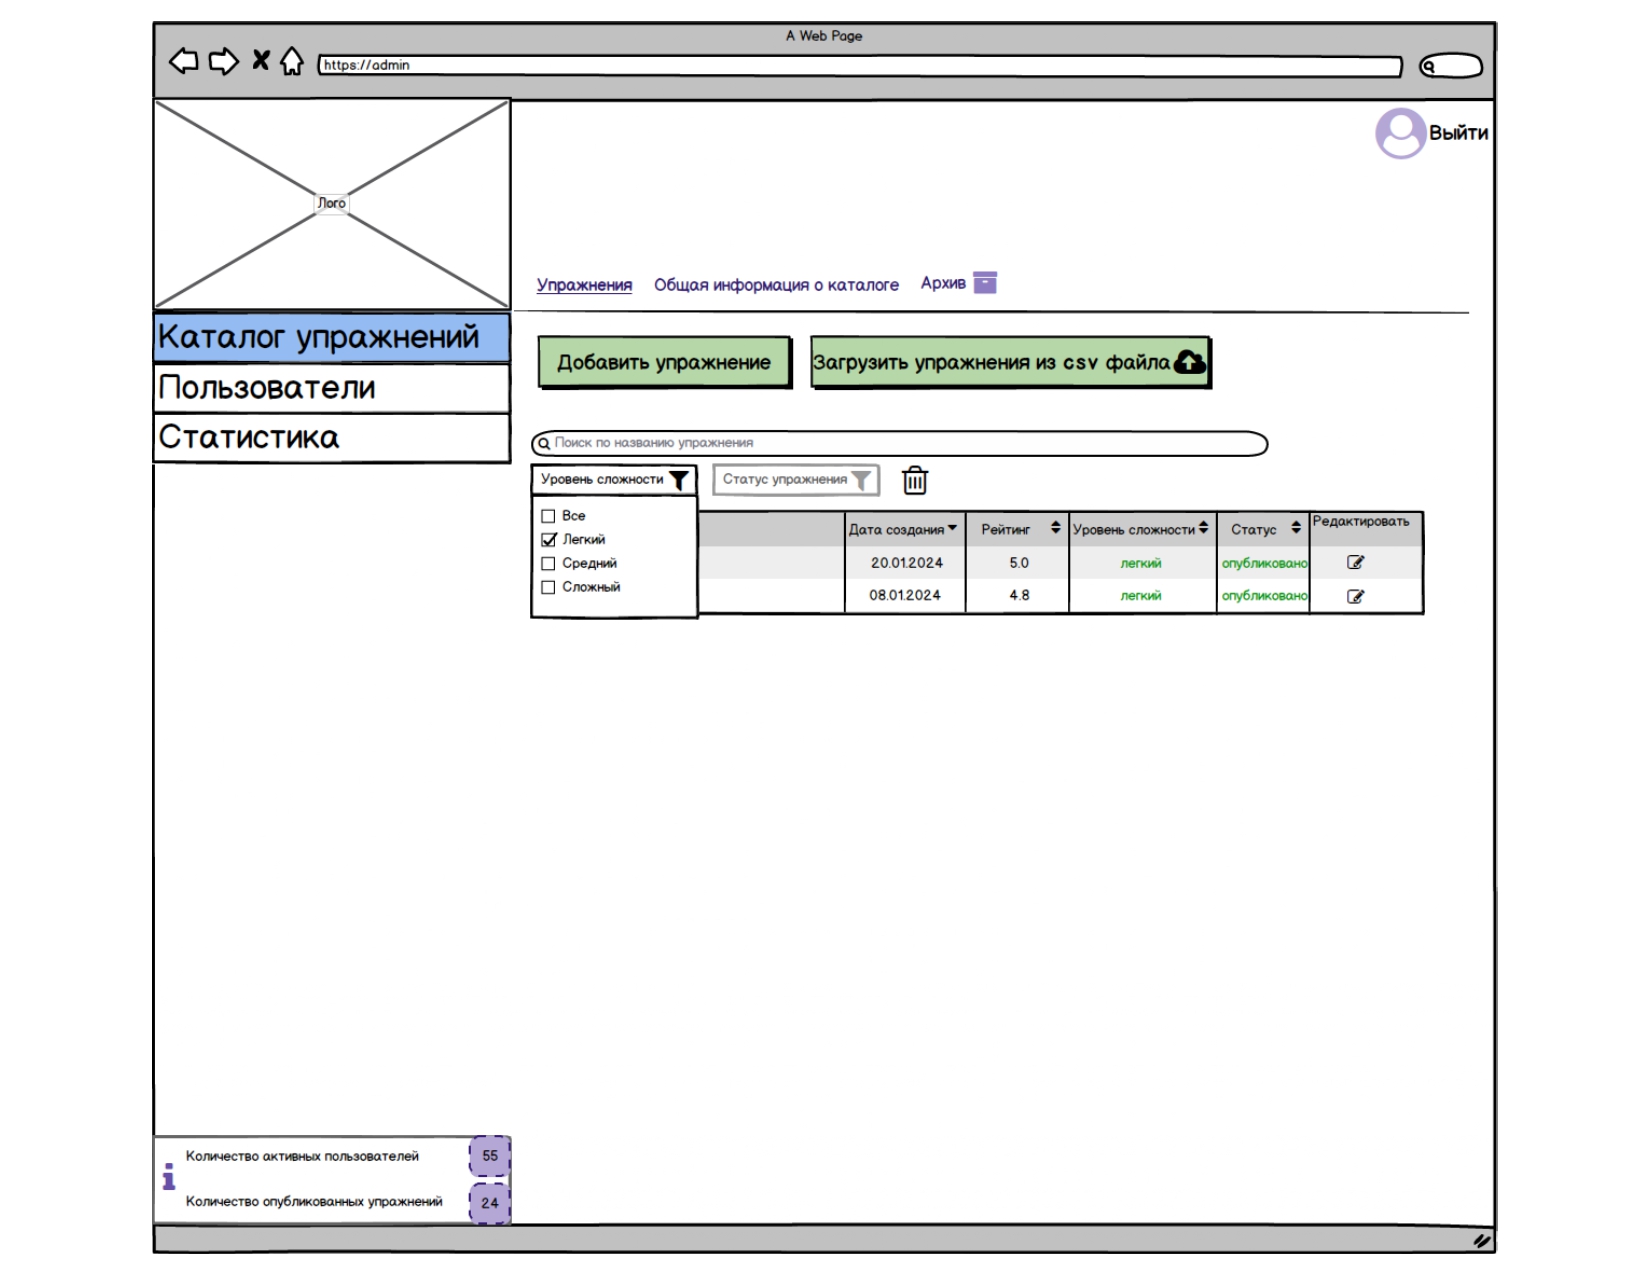 A Web Page
https://admin
Выйти
Лого
Упражнения Общая информация о каталоге Архив
Каталог упражнений
Пользователи
Статистика
Добавить упражнение Загрузить упражнения из csv файла
Поиск по названию упражнения
Уровень сложности Статус упражнения
Все
Легкий
Средний
Сложный
Дата создания Рейтинг Уровень сложности Статус Редактировать
20.01.2024 5.0 легкий опубликовано
08.01.2024 4.8 легкий опубликовано
Количество активных пользователей 55
Количество опубликованных упражнений 24